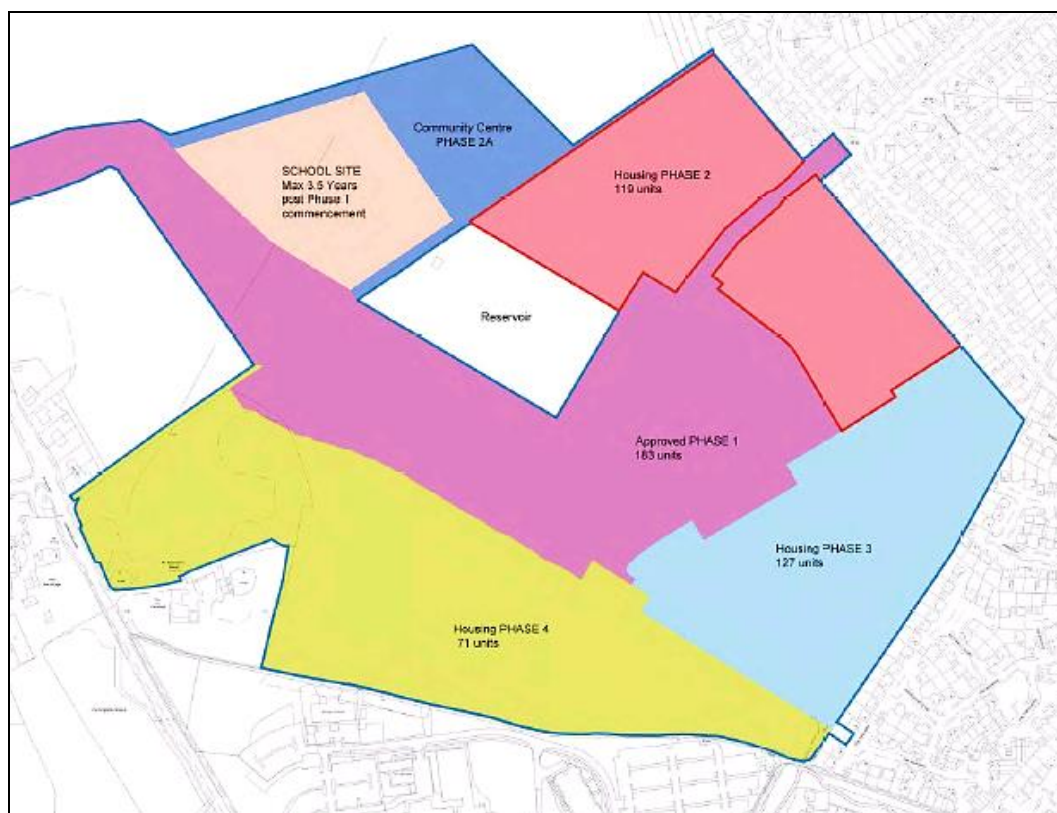 Community Centre
PHASE 2A
SCHOOL SITE
Max 3.5 Years
post Phase 1
commencement
Housing PHASE 2
119 units
Reservoir
Approved PHASE 1
183 units
Housing PHASE 3
127 units
Housing PHASE 4
71 units